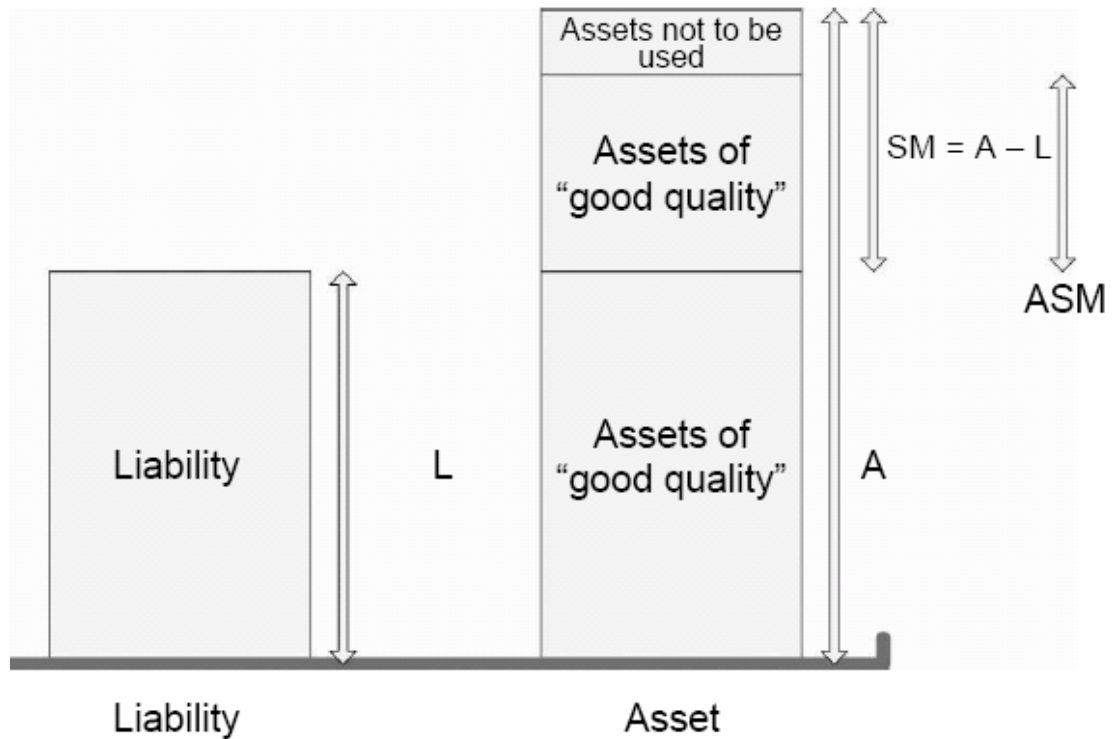 Assets not to be
used
Assets of
“good quality”
SM = A – L
ASM
Liability
L
Assets of
“good quality”
A
Liability
Asset